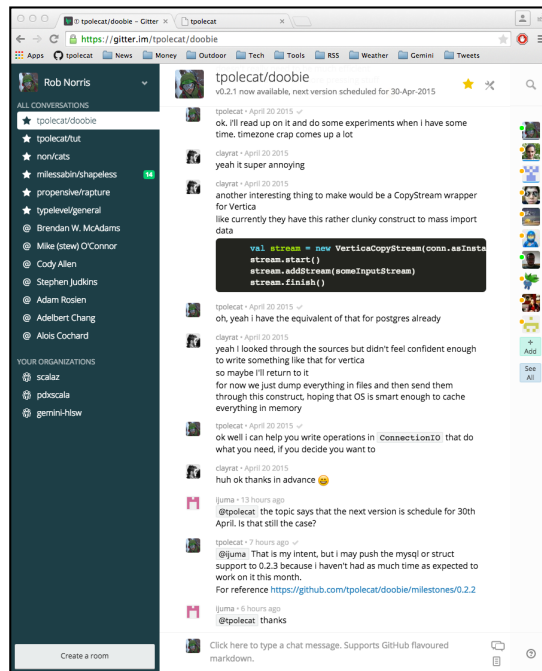 tpolecat/doobie – Gitter
tpolecat
https://gitter.im/tpolecat/doobie
Apps
tpolecat
News
Money
Outdoor
Tech
Tools
RSS
Weather
Gemini
Tweets
Rob Norris
ALL CONVERSATIONS
tpolecat/doobie
tpolecat/tut
non/cats
milessabin/shapeless 14
propensive/rapture
typelevel/general
@ Brendan W. McAdams
@ Mike (stew) O'Connor
@ Cody Allen
@ Stephen Judkins
@ Adam Rosien
@ Adelbert Chang
@ Alois Cochard
YOUR ORGANIZATIONS
scalaz
pdxscala
gemini-hlsw
Create a room
tpolecat/doobie
v0.2.1 now available, next version scheduled for 30-Apr-2015
tpolecat • April 20 2015
ok. i'll read up on it and do some experiments when i have some
time. timezone crap comes up a lot
clayrat • April 20 2015
yeah it super annoying
clayrat • April 20 2015
another interesting thing to make would be a CopyStream wrapper
for Vertica
like currently they have this rather clunky construct to mass import
data
val stream = new VerticaCopyStream(conn.asInsta
stream.start()
stream.addStream(someInputStream)
stream.finish()
tpolecat • April 20 2015
oh, yeah i have the equivalent of that for postgres already
clayrat • April 20 2015
yeah I looked through the sources but didn't feel confident enough
to write something like that for vertica
so maybe I'll return to it
for now we just dump everything in files and then send them
through this construct, hoping that OS is smart enough to cache
everything in memory
tpolecat • April 20 2015
ok well i can help you write operations in ConnectionIO that do
what you need, if you decide you want to
clayrat • April 20 2015
huh ok thanks in advance 😄
ijuma • 13 hours ago
@tpolecat the topic says that the next version is schedule for 30th
April. Is that still the case?
tpolecat • 7 hours ago
@ijuma That is my intent, but i may push the mysql or struct
support to 0.2.3 because i haven't had as much time as expected to
work on it this month.
For reference https://github.com/tpolecat/doobie/milestones/0.2.2
ijuma • 6 hours ago
@tpolecat thanks
Click here to type a chat message. Supports GitHub flavoured
markdown.
+
Add
See
All